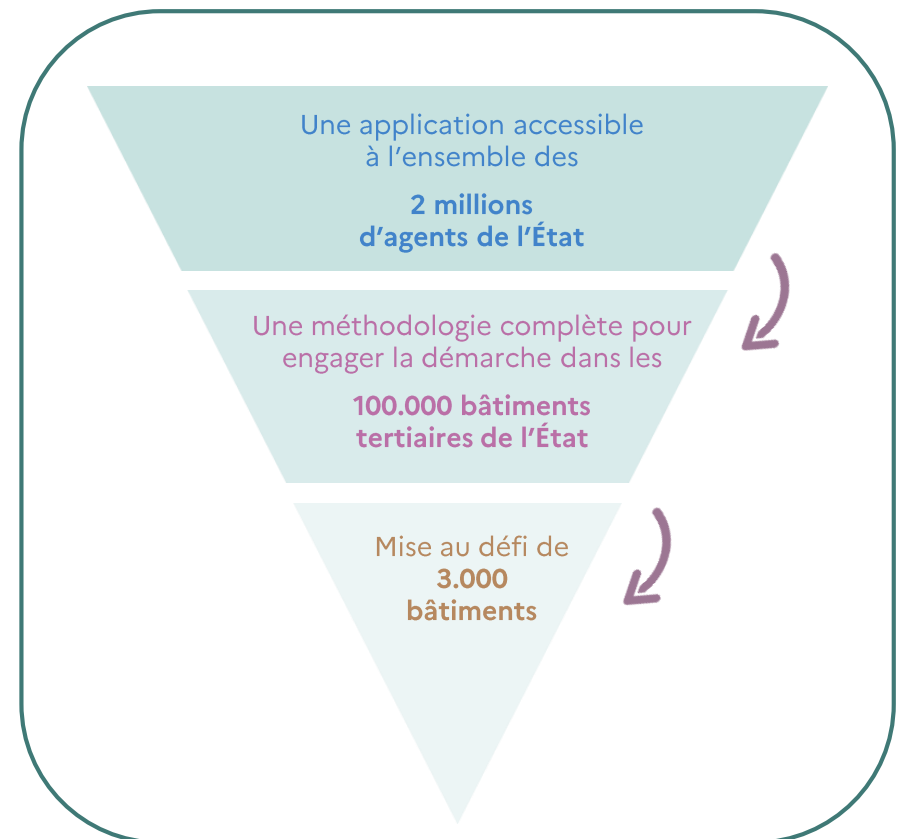 Une application accessible
à l’ensemble des
2 millions
d’agents de l’État
Une méthodologie complète pour
engager la démarche dans les
100.000 bâtiments
tertiaires de l’État
Mise au défi de
3.000
bâtiments